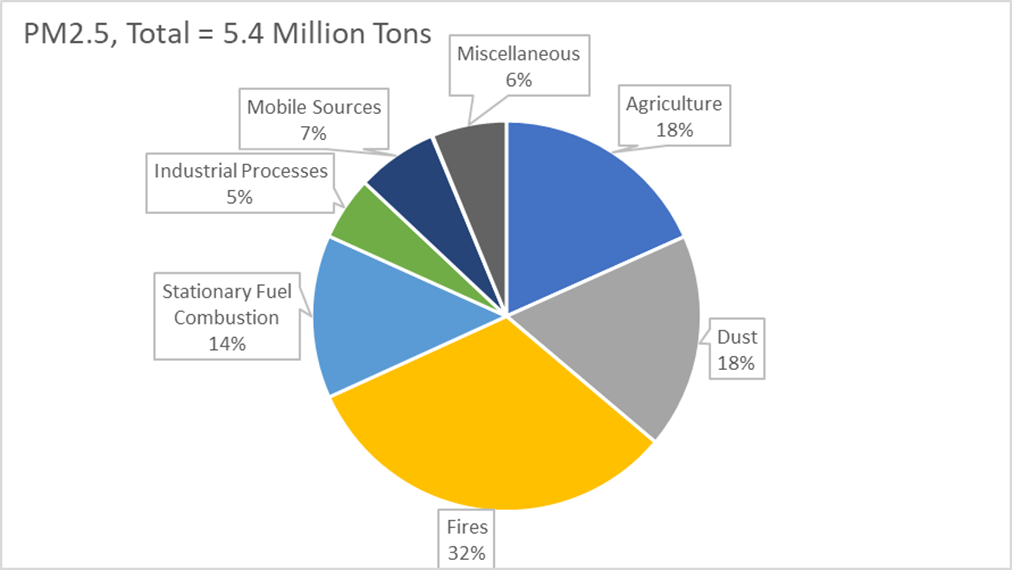 PM2.5, Total = 5.4 Million Tons
Miscellaneous
6%
Agriculture
18%
Mobile Sources
7%
Industrial Processes
5%
Stationary Fuel
Combustion
14%
Dust
18%
Fires
32%